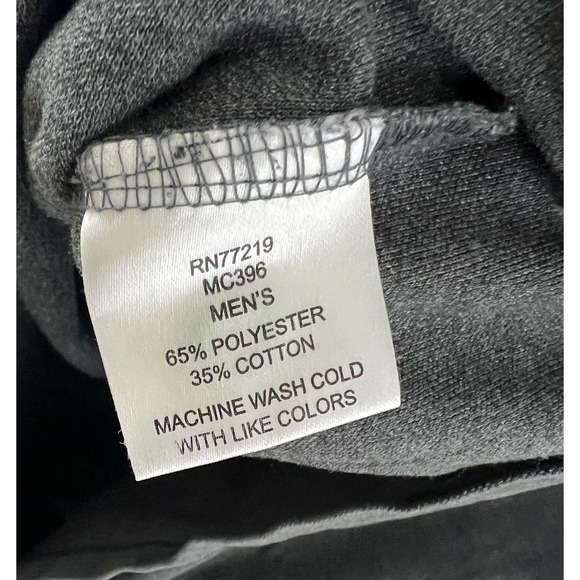 RN77219
MC396
MEN'S
65% POLYESTER
35% COTTON
MACHINE WASH COLD
WITH LIKE COLORS